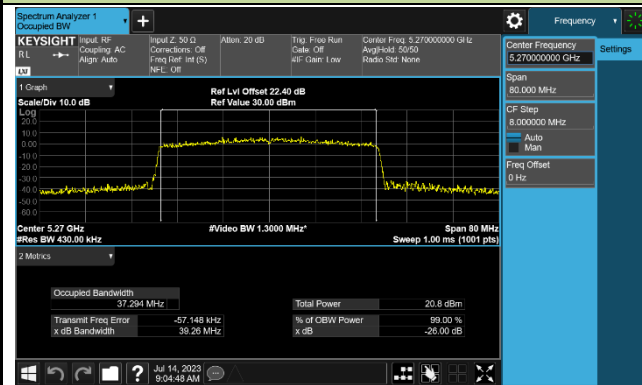 Spectrum Analyzer 1
Occupied BW
Frequency
KEYSIGHT
Input: RF
Coupling: AC
Align: Auto
RL
LXI
Input Z: 50 Ω
Corrections: Off
Freq Ref: Int (S)
NFE: Off
Atten: 20 dB
Trig: Free Run
Gate: Off
#IF Gain: Low
Center Freq: 5.270000000 GHz
Avg|Hold: 50/50
Radio Std: None
Center Frequency
5.270000000 GHz
Settings
Span
80.000 MHz
CF Step
8.000000 MHz
Auto
Man
Freq Offset
0 Hz
1 Graph
Scale/Div 10.0 dB
Ref Lvl Offset 22.40 dB
Ref Value 30.00 dBm
Log
20.0
10.0
0.00
-10.0
-20.0
-30.0
-40.0
-50.0
-60.0
Center 5.27 GHz
#Res BW 430.00 kHz
#Video BW 1.3000 MHz*
Span 80 MHz
Sweep 1.00 ms (1001 pts)
2 Metrics
Occupied Bandwidth
37.294 MHz
Total Power
20.8 dBm
Transmit Freq Error
-57.148 kHz
% of OBW Power
99.00 %
x dB Bandwidth
39.26 MHz
x dB
-26.00 dB
Jul 14, 2023
9:04:48 AM